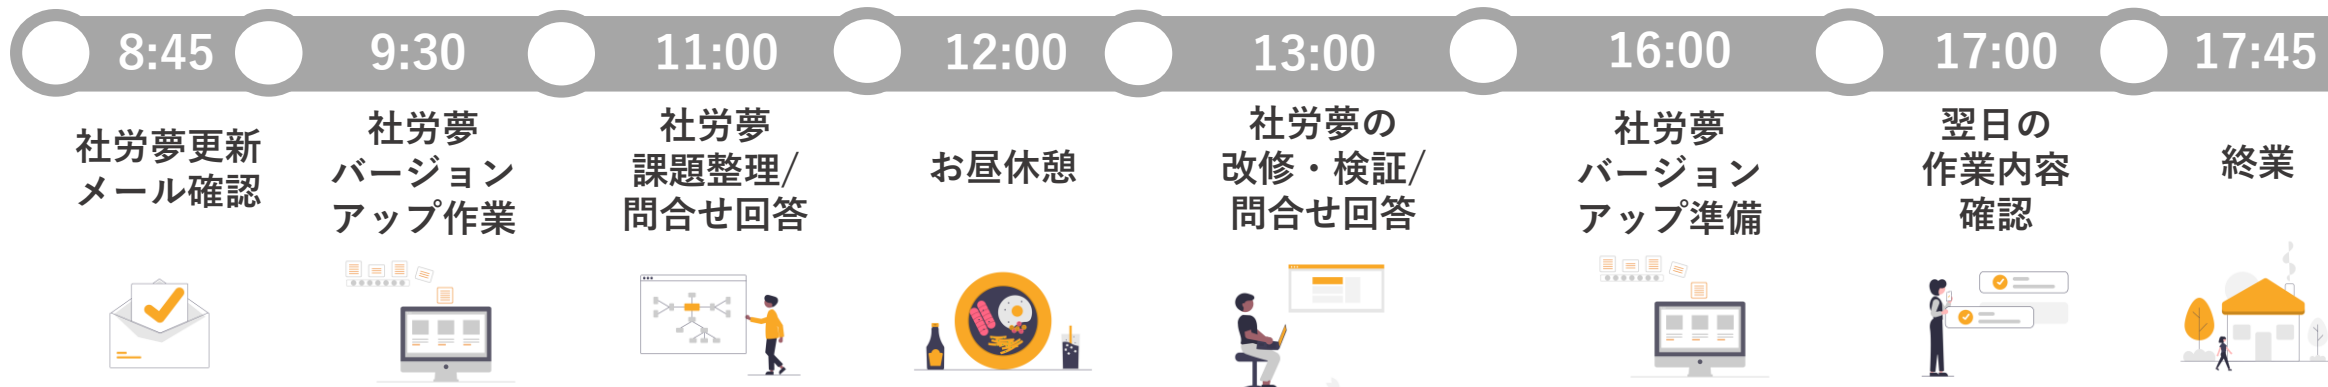 8:45
9:30
11:00
12:00
13:00
16:00
17:00
17:45
社労夢更新
メール確認
社労夢
バージョン
アップ作業
社労夢
課題整理/
問合せ回答
お昼休憩
社労夢の
改修・検証/
問合せ回答
社労夢
バージョン
アップ準備
翌日の
作業内容
確認
終業